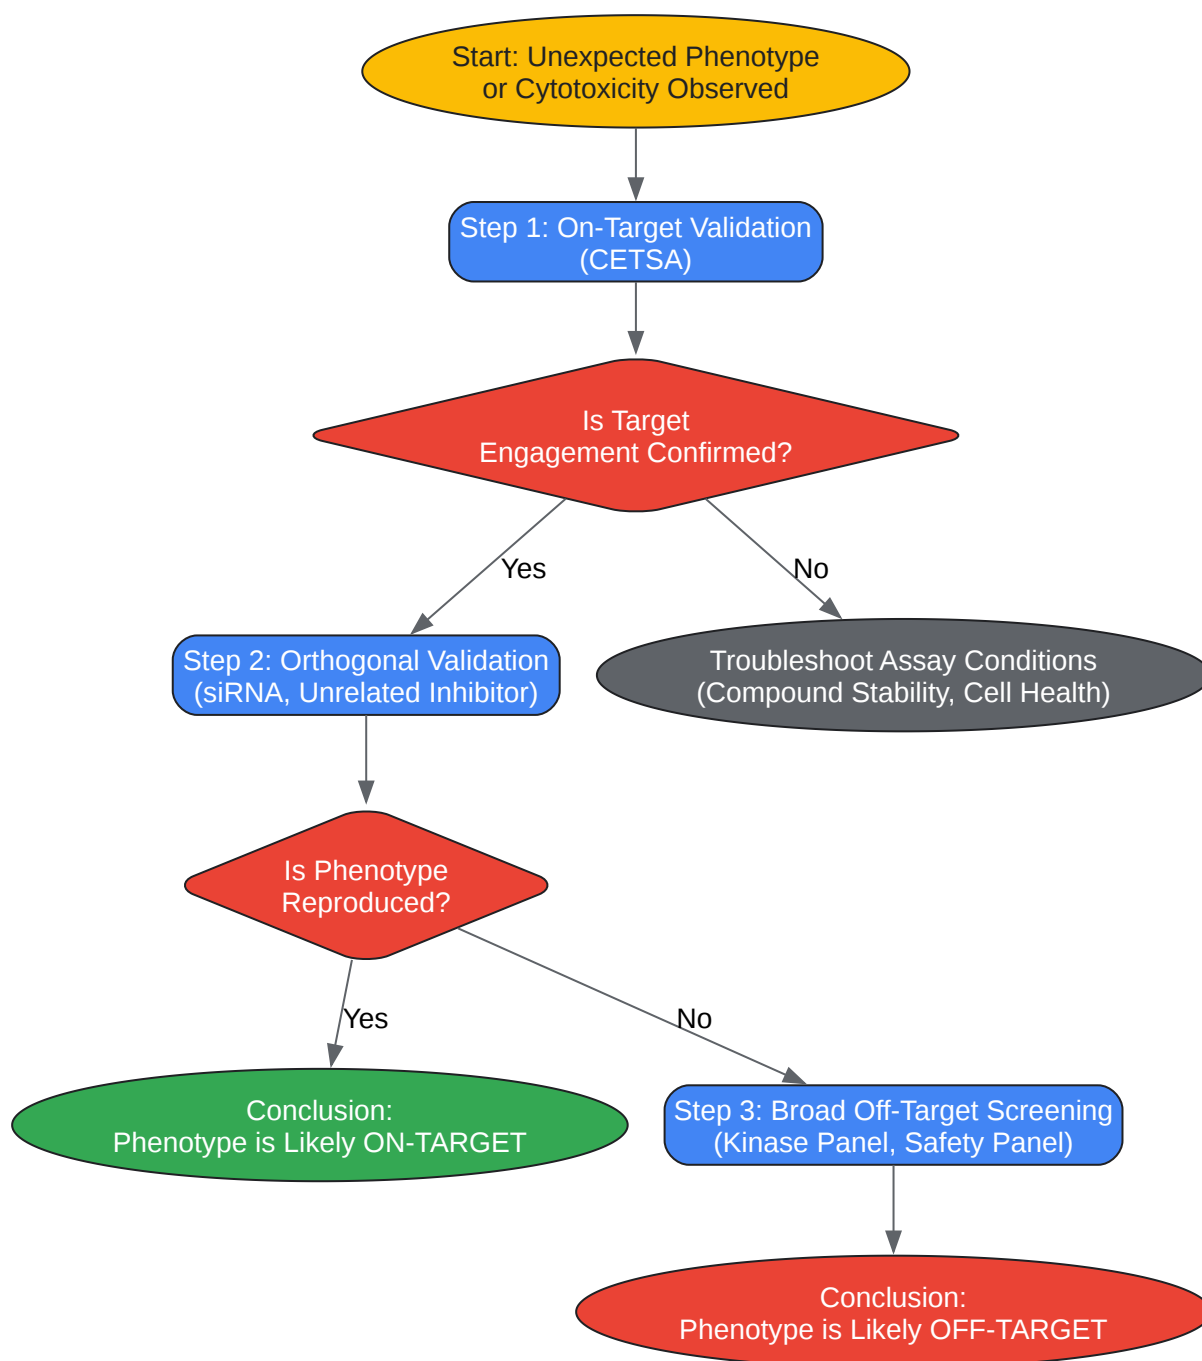 Start: Unexpected Phenotype
or Cytotoxicity Observed
Step 1: On-Target Validation
(CETSA)
Is Target
Engagement Confirmed?
Yes
No
Step 2: Orthogonal Validation
(siRNA, Unrelated Inhibitor)
Troubleshoot Assay Conditions
(Compound Stability, Cell Health)
Is Phenotype
Reproduced?
Yes
No
Conclusion:
Phenotype is Likely ON-TARGET
Step 3: Broad Off-Target Screening
(Kinase Panel, Safety Panel)
Conclusion:
Phenotype is Likely OFF-TARGET